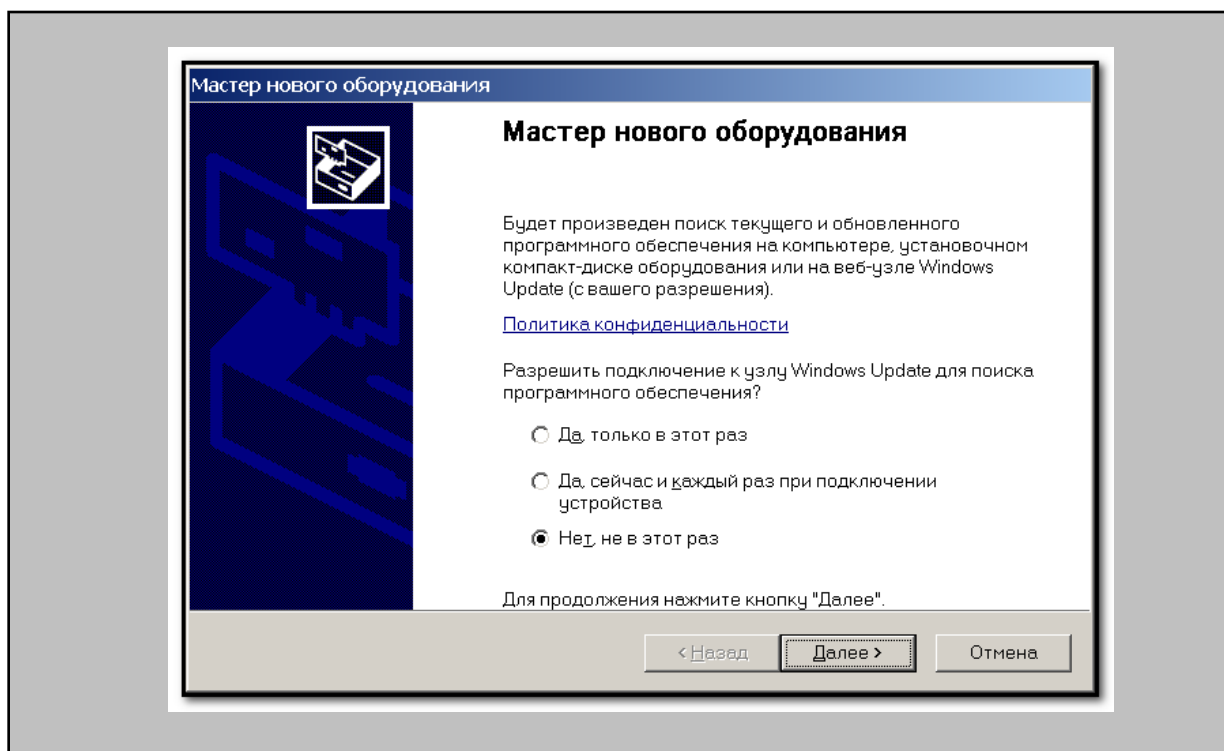 Мастер нового оборудования
Мастер нового оборудования
Будет произведен поиск текущего и обновленного
программного обеспечения на компьютере, установочном
компакт-диске оборудования или на веб-узле Windows
Update (с вашего разрешения).
Политика конфиденциальности
Разрешить подключение к узлу Windows Update для поиска
программного обеспечения?
Да, только в этот раз
Да, сейчас и каждый раз при подключении
устройства
Нет, не в этот раз
Для продолжения нажмите кнопку "Далее".
< Назад Далее > Отмена